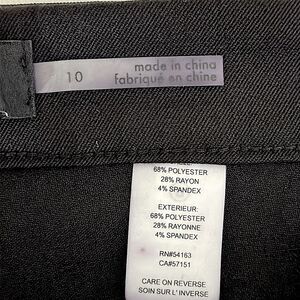 10
made in china
fabriqué en chine
68% POLYESTER
28% RAYON
4% SPANDEX
EXTERIEUR:
68% POLYESTER
28% RAYONNE
4% SPANDEX
RN#54163
CA#57151
CARE ON REVERSE
SOIN SUR L'INVERSE